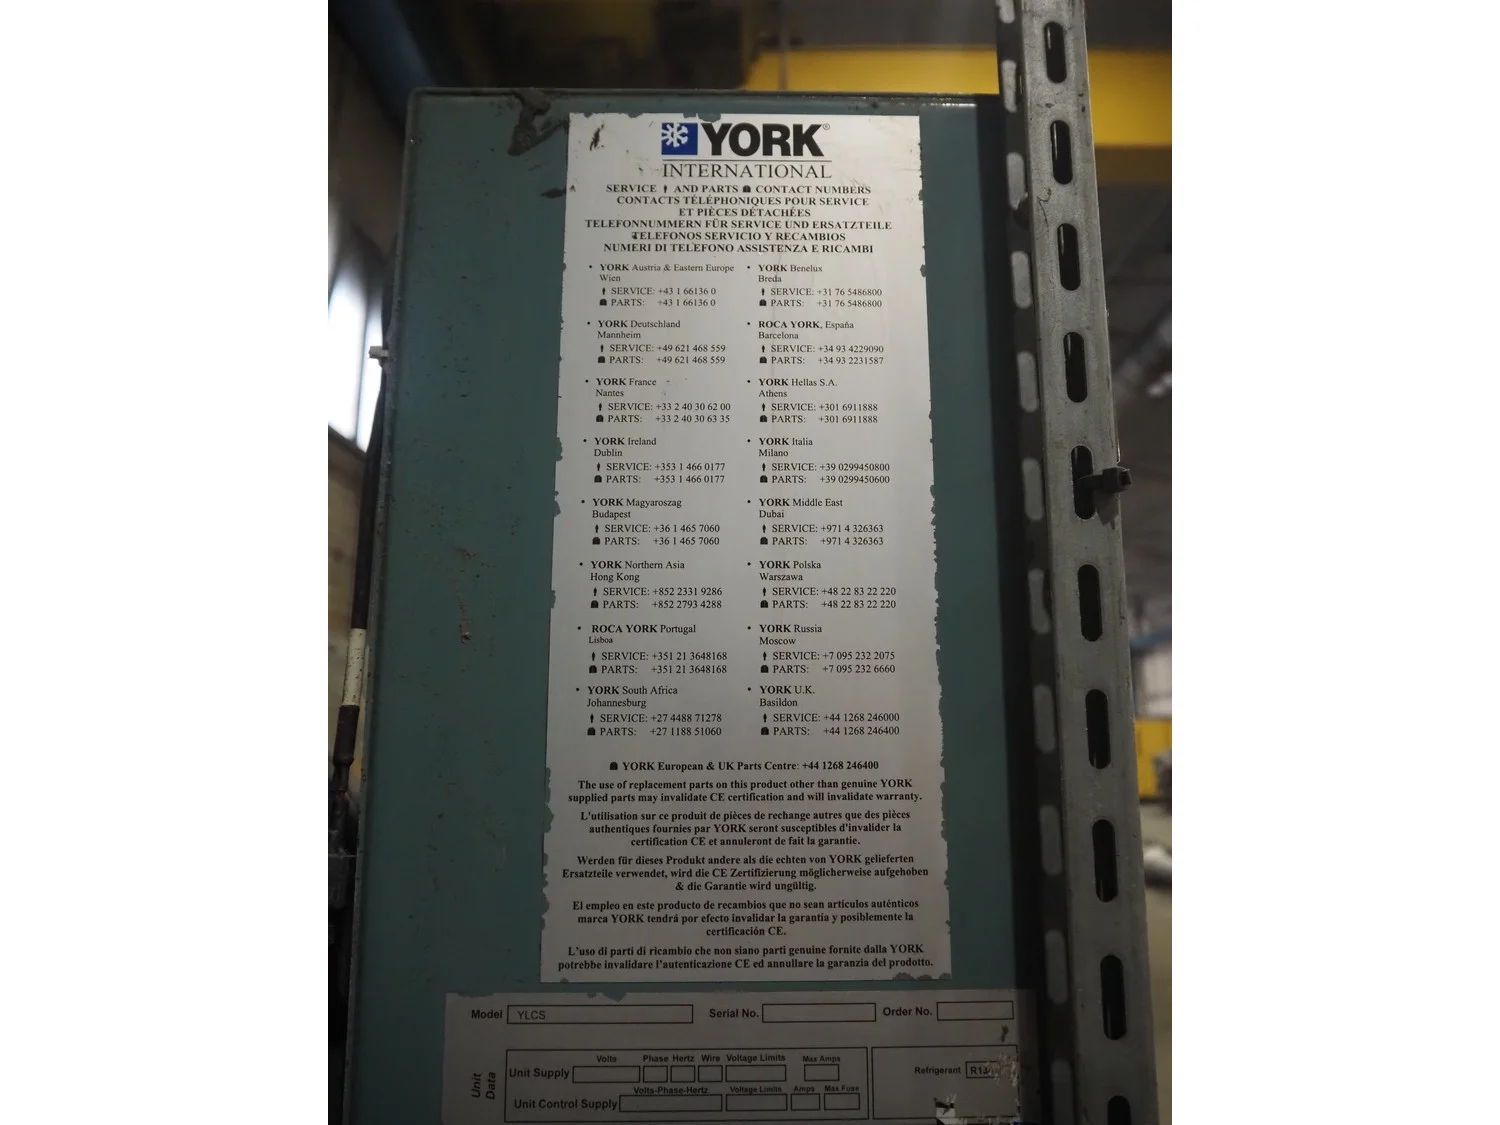 YORK®
INTERNATIONAL
SERVICE AND PARTS CONTACT NUMBERS
CONTACTS TÉLÉPHONIQUES POUR SERVICE
ET PIÈCES DÉTACHÉES
TELEFONNUMMERN FÜR SERVICE UND ERSATZTEILE
TELEFONOS SERVICIO Y RECAMBIOS
NUMERI DI TELEFONO ASSISTENZA E RICAMBI
• YORK Austria & Eastern Europe
Wien
SERVICE: +43 1 66136 0
PARTS: +43 1 66136 0
• YORK Deutschland
Mannheim
SERVICE: +49 621 468 559
PARTS: +49 621 468 559
• YORK France
Nantes
SERVICE: +33 2 40 30 62 00
PARTS: +33 2 40 30 63 35
• YORK Ireland
Dublin
SERVICE: +353 1 466 0177
PARTS: +353 1 466 0177
• YORK Magyaroszag
Budapest
SERVICE: +36 1 465 7060
PARTS: +36 1 465 7060
• YORK Northern Asia
Hong Kong
SERVICE: +852 2331 9286
PARTS: +852 2793 4288
• ROCA YORK Portugal
Lisboa
SERVICE: +351 21 3648168
PARTS: +351 21 3648168
• YORK South Africa
Johannesburg
SERVICE: +27 4488 71278
PARTS: +27 1188 51060
• YORK Benelux
Breda
SERVICE: +31 76 5486800
PARTS: +31 76 5486800
• ROCA YORK, España
Barcelona
SERVICE: +34 93 4229090
PARTS: +34 93 2231587
• YORK Hellas S.A.
Athens
SERVICE: +301 6911888
PARTS: +301 6911888
• YORK Italia
Milano
SERVICE: +39 0299450800
PARTS: +39 0299450600
• YORK Middle East
Dubai
SERVICE: +971 4 326363
PARTS: +971 4 326363
• YORK Polska
Warszawa
SERVICE: +48 22 83 22 220
PARTS: +48 22 83 22 220
• YORK Russia
Moscow
SERVICE: +7 095 232 2075
PARTS: +7 095 232 6660
• YORK U.K.
Basildon
SERVICE: +44 1268 246000
PARTS: +44 1268 246400
YORK European & UK Parts Centre: +44 1268 246400
The use of replacement parts on this product other than genuine YORK
supplied parts may invalidate CE certification and will invalidate warranty.
L'utilisation sur ce produit de pièces de rechange autres que des pièces
authentiques fournies par YORK seront susceptibles d'invalider la
certification CE et annuleront de fait la garantie.
Werden für dieses Produkt andere als die echten von YORK gelieferten
Ersatzteile verwendet, wird die CE Zertifizierung möglicherweise aufgehoben
& die Garantie wird ungültig.
El empleo en este producto de recambios que no sean artículos auténticos
marca YORK tendrá por efecto invalidar la garantía y posiblemente la
certificación CE.
L'uso di parti di ricambio che non siano parti genuine fornite dalla YORK
potrebbe invalidare l'autenticazione CE ed annullare la garanzia del prodotto.
Model YLCS Serial No. Order No.
Unit Data
Volts Phase Hertz Wire Voltage Limits Max Amps
Unit Supply
Volts-Phase-Hertz Voltage Limits Amps Max Fuse
Unit Control Supply
Refrigerant